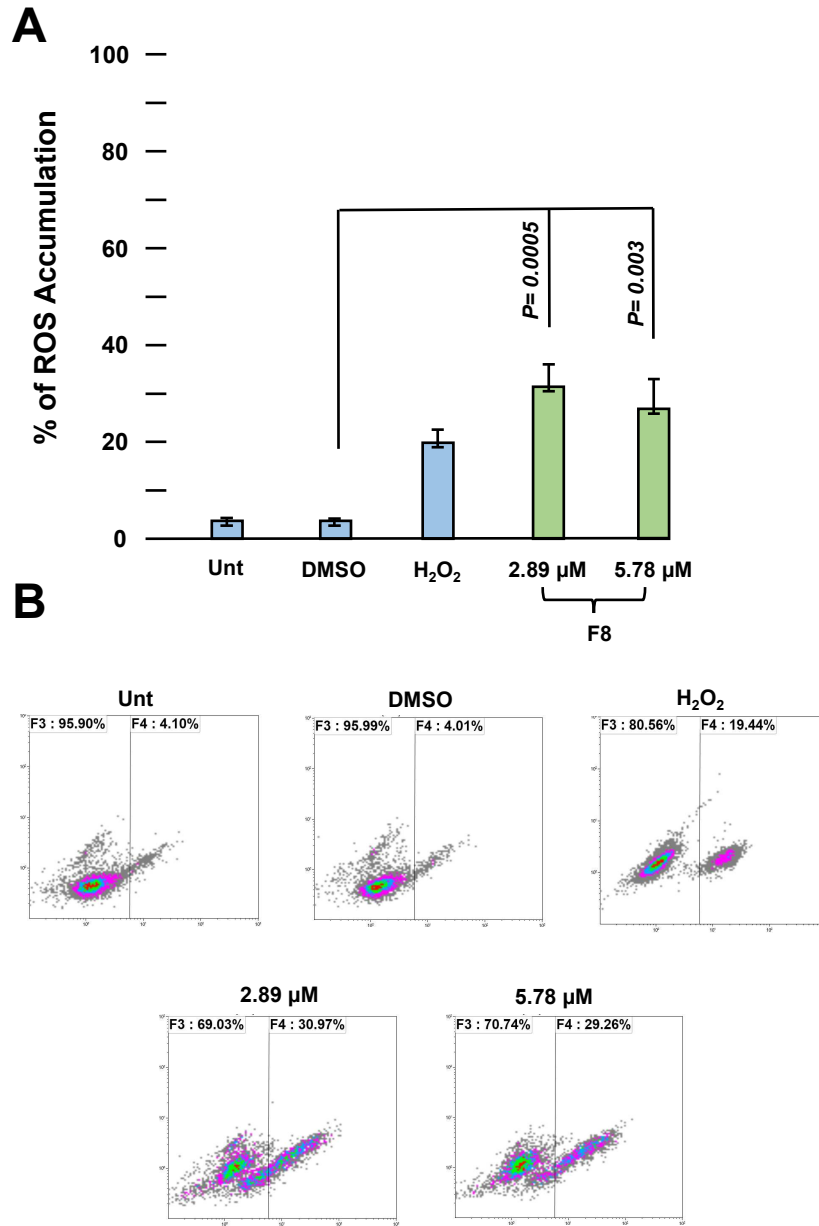 A
% of ROS Accumulation
100
80
60
40
20
0
P= 0.0005
P= 0.003
Unt
DMSO
H₂O₂
2.89 µM
5.78 µM
F8
B
Unt
DMSO
H₂O₂
F3 : 95.90%
F4 : 4.10%
F3 : 95.99%
F4 : 4.01%
F3 : 80.56%
F4 : 19.44%
2.89 µM
5.78 µM
F3 : 69.03%
F4 : 30.97%
F3 : 70.74%
F4 : 29.26%